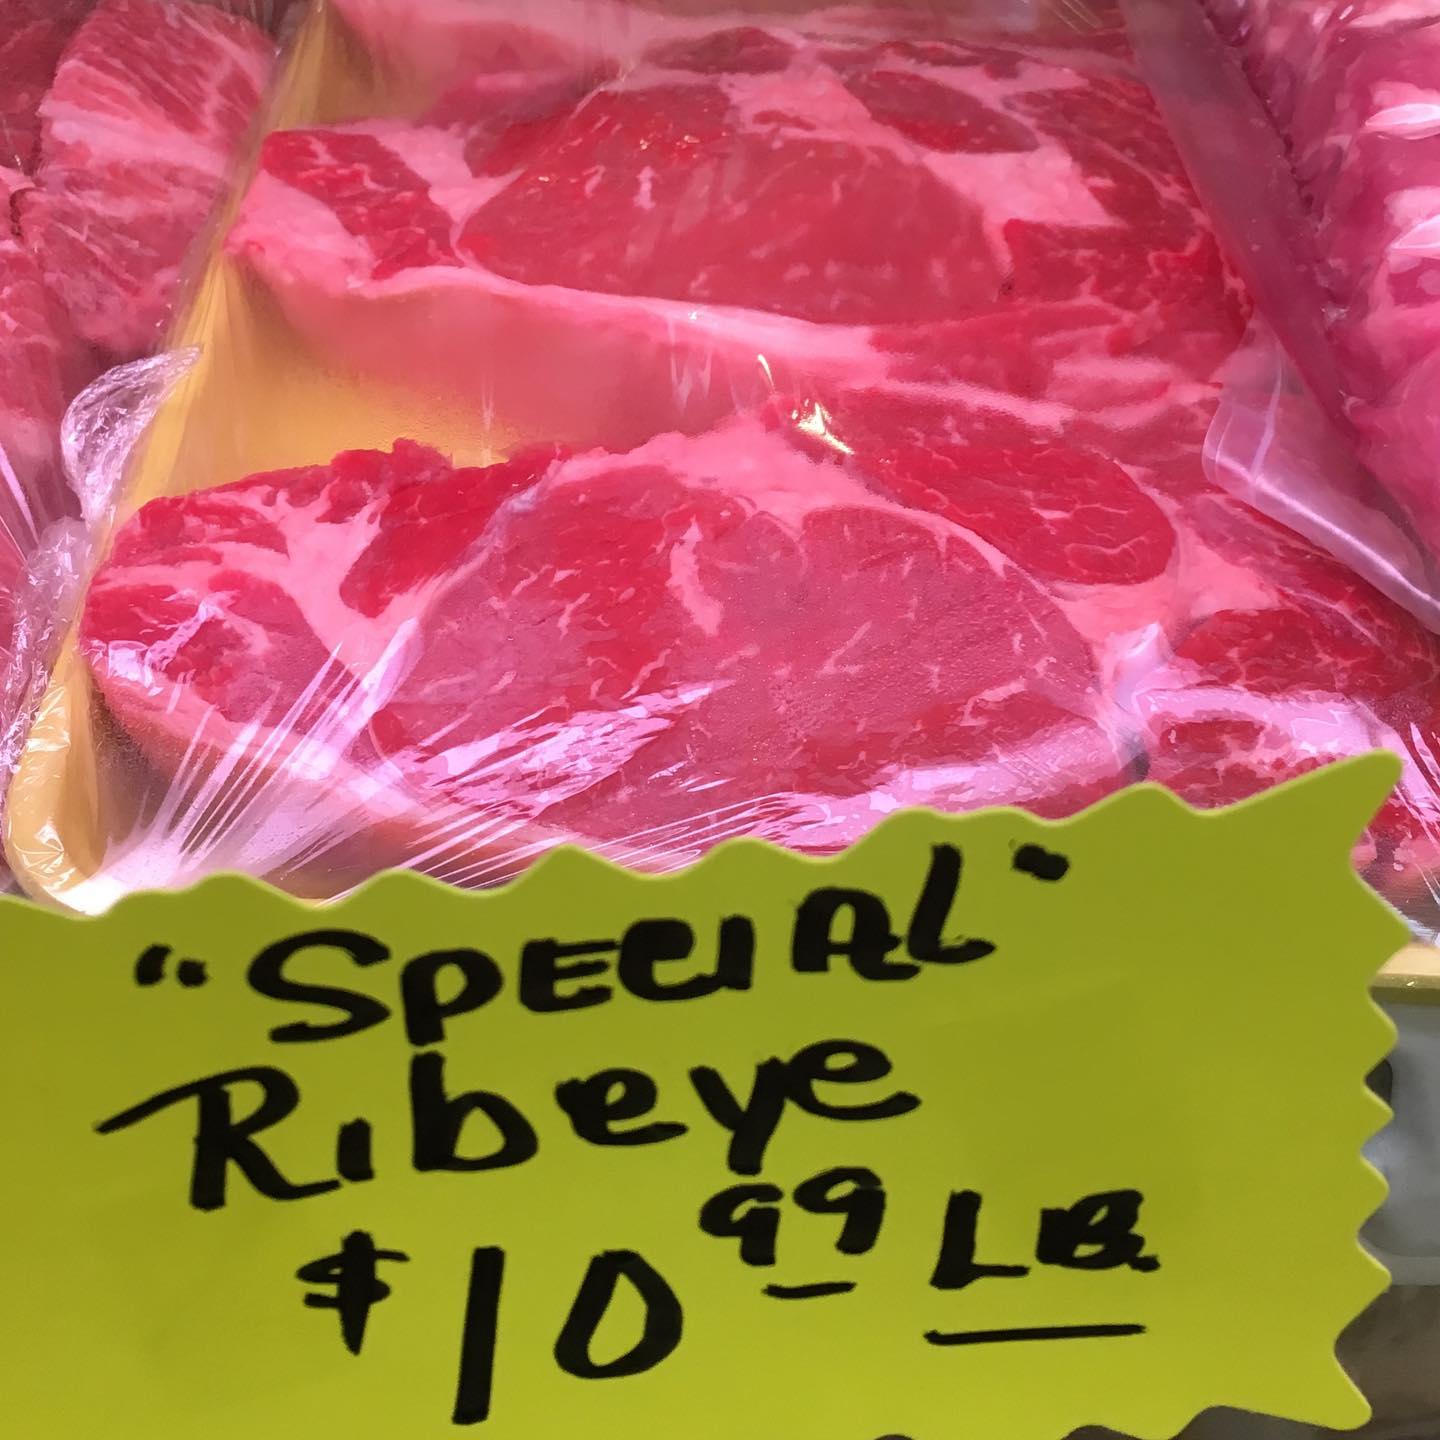 "SPECIAL"
Ribeye
$10.99 LB.